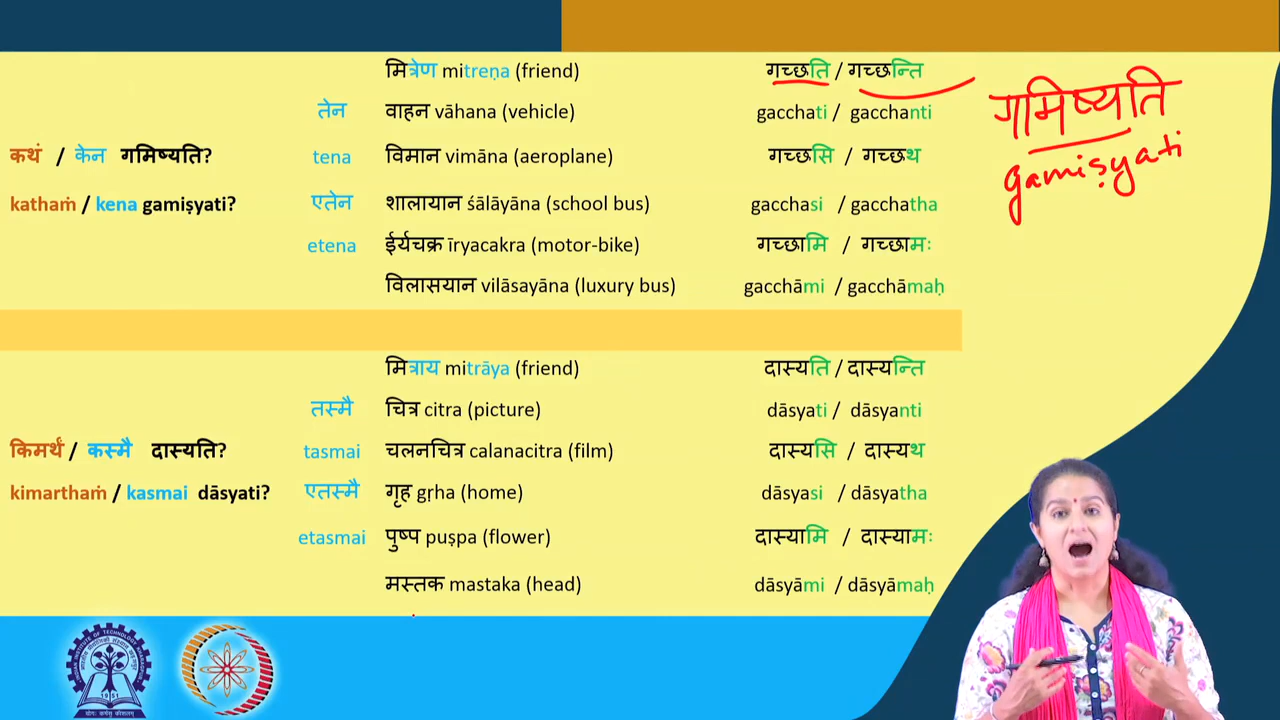 मित्रेण mitreṇa (friend) गच्छति / गच्छन्ति
गमिष्यति
तेन वाहन vāhana (vehicle) gacchati / gacchanti
gamiṣyati
कथं / केन गमिष्यति? tena विमान vimāna (aeroplane) गच्छसि / गच्छथ
kathaṁ / kena gamiṣyati? एतेन शालायान śālāyāna (school bus) gacchasi / gacchatha
etena ईर्यचक्र īryacakra (motor-bike) गच्छामि / गच्छामः
विलासयान vilāsayāna (luxury bus) gacchāmi / gacchāmaḥ
मित्राय mitrāya (friend) दास्यति / दास्यन्ति
तस्मै चित्र citra (picture) dāsyati / dāsyanti
किमर्थं / कस्मै दास्यति? tasmai चलनचित्र calanacitra (film) दास्यसि / दास्यथ
kimarthaṁ / kasmai dāsyati? एतस्मै गृह gṛha (home) dāsyasi / dāsyatha
etasmai पुष्प puṣpa (flower) दास्यामि / दास्यामः
मस्तक mastaka (head) dāsyāmi / dāsyāmaḥ